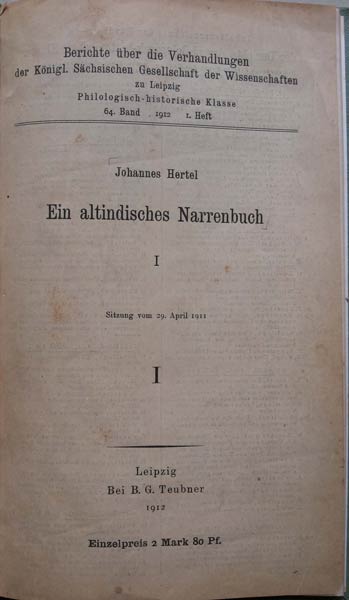 Berichte über die Verhandlungen
der Königl. Sächsischen Gesellschaft der Wissenschaften
zu Leipzig
Philologisch-historische Klasse
64. Band . 1912 1. Heft
Johannes Hertel
Ein altindisches Narrenbuch
I
Sitzung vom 29. April 1911
I
Leipzig
Bei B. G. Teubner
1912
Einzelpreis 2 Mark 80 Pf.